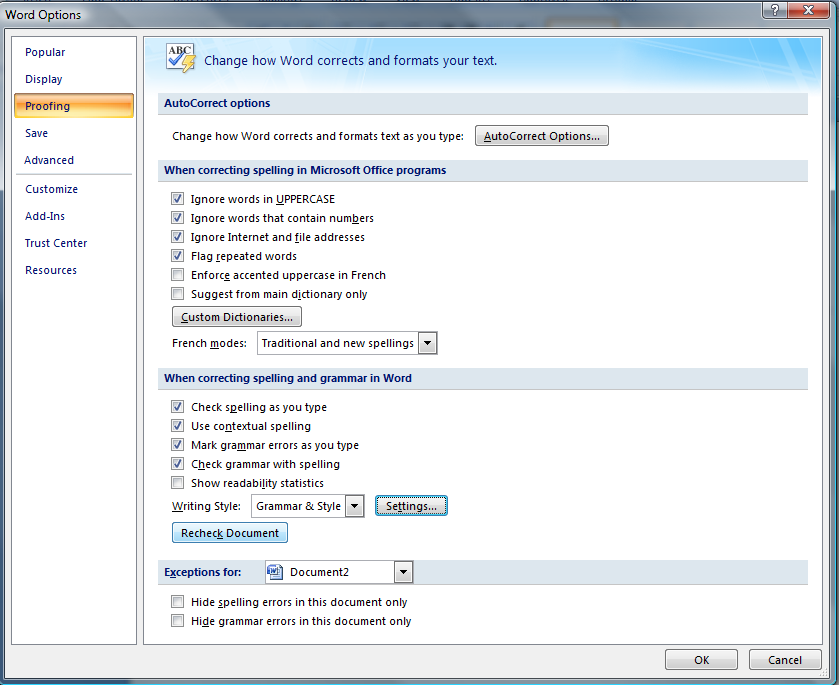 Word Options
?
Popular
Display
Proofing
Save
Advanced
Customize
Add-Ins
Trust Center
Resources
ABC
Change how Word corrects and formats your text.
AutoCorrect options
Change how Word corrects and formats text as you type: AutoCorrect Options...
When correcting spelling in Microsoft Office programs
Ignore words in UPPERCASE
Ignore words that contain numbers
Ignore Internet and file addresses
Flag repeated words
Enforce accented uppercase in French
Suggest from main dictionary only
Custom Dictionaries...
French modes: Traditional and new spellings
When correcting spelling and grammar in Word
Check spelling as you type
Use contextual spelling
Mark grammar errors as you type
Check grammar with spelling
Show readability statistics
Writing Style: Grammar & Style Settings...
Recheck Document
Exceptions for: Document2
Hide spelling errors in this document only
Hide grammar errors in this document only
OK Cancel